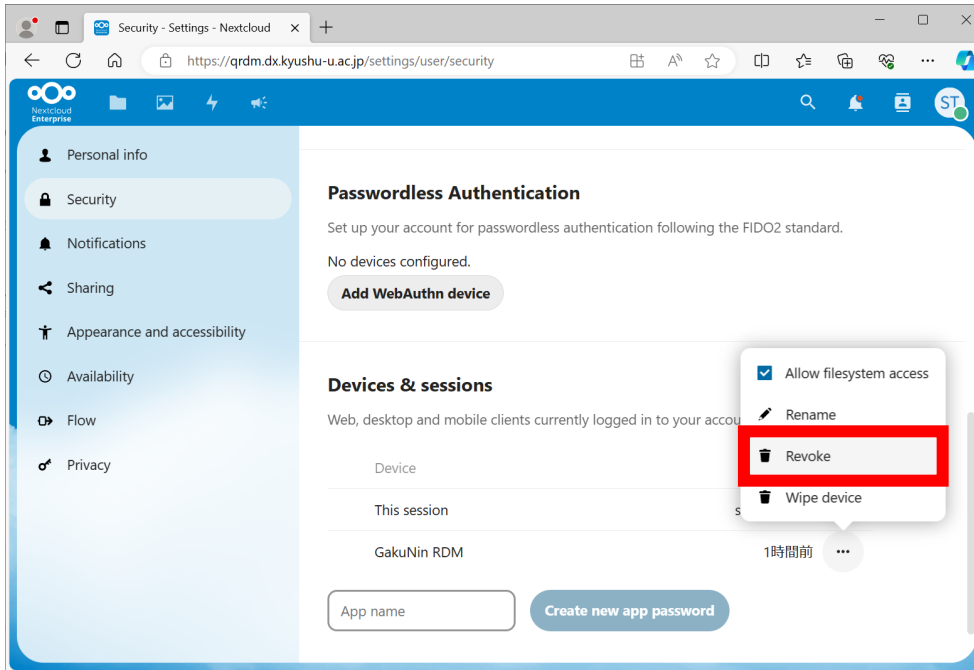 Security - Settings - Nextcloud
https://qrdm.dx.kyushu-u.ac.jp/settings/user/security
Nextcloud
Enterprise
ST
Personal info
Security
Notifications
Sharing
Appearance and accessibility
Availability
Flow
Privacy
Passwordless Authentication
Set up your account for passwordless authentication following the FIDO2 standard.
No devices configured.
Add WebAuthn device
Devices & sessions
Web, desktop and mobile clients currently logged in to your accou
Allow filesystem access
Rename
Revoke
Wipe device
Device
This session
s
GakuNin RDM
1時間前
App name
Create new app password